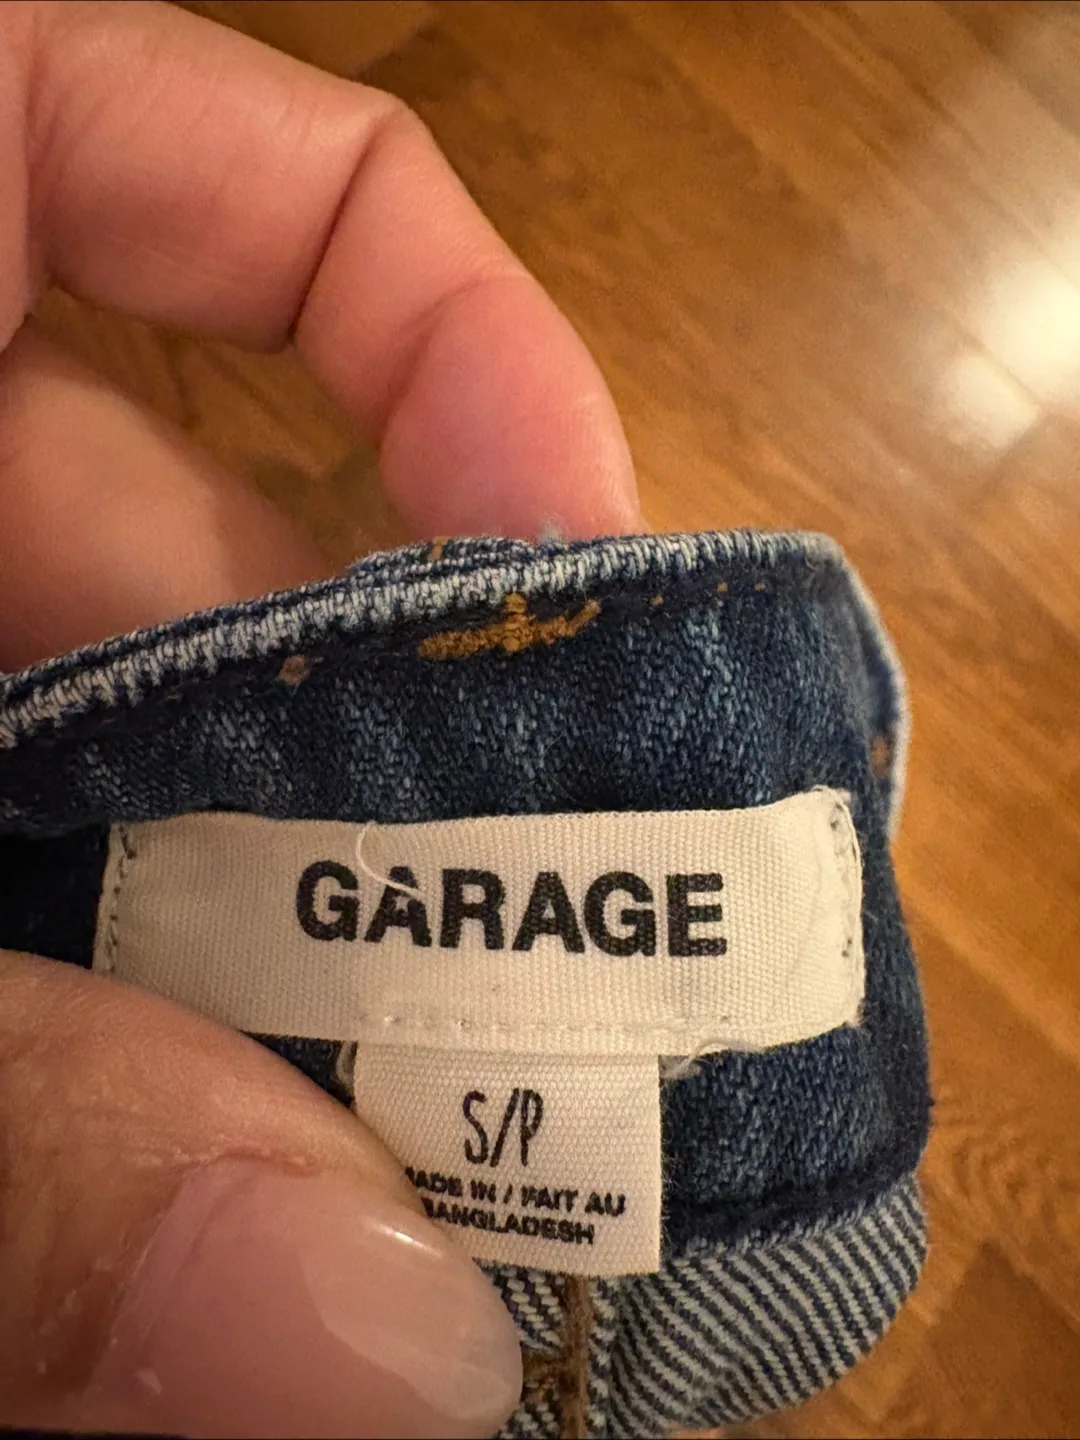 GARAGE
S/P
MADE IN / FAIT AU
BANGLADESH